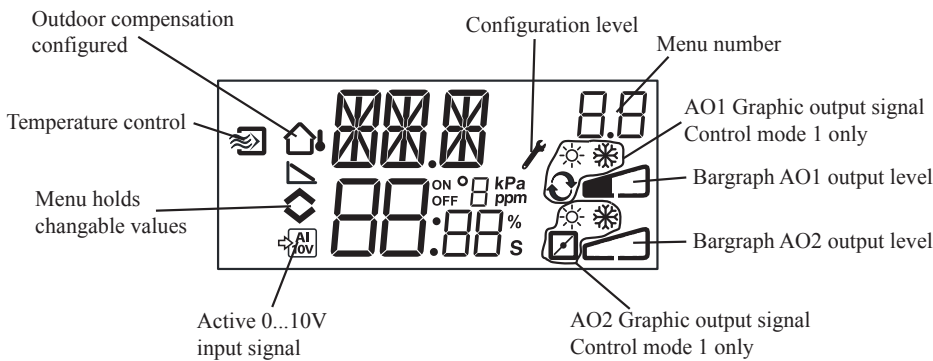 Outdoor compensation
configured
Configuration level
Menu number
Temperature control
AO1 Graphic output signal
Control mode 1 only
Menu holds
changable values
ON
OFF
kPa
ppm
%
S
Bargraph AO1 output level
AI
10V
Bargraph AO2 output level
Active 0...10V
input signal
AO2 Graphic output signal
Control mode 1 only